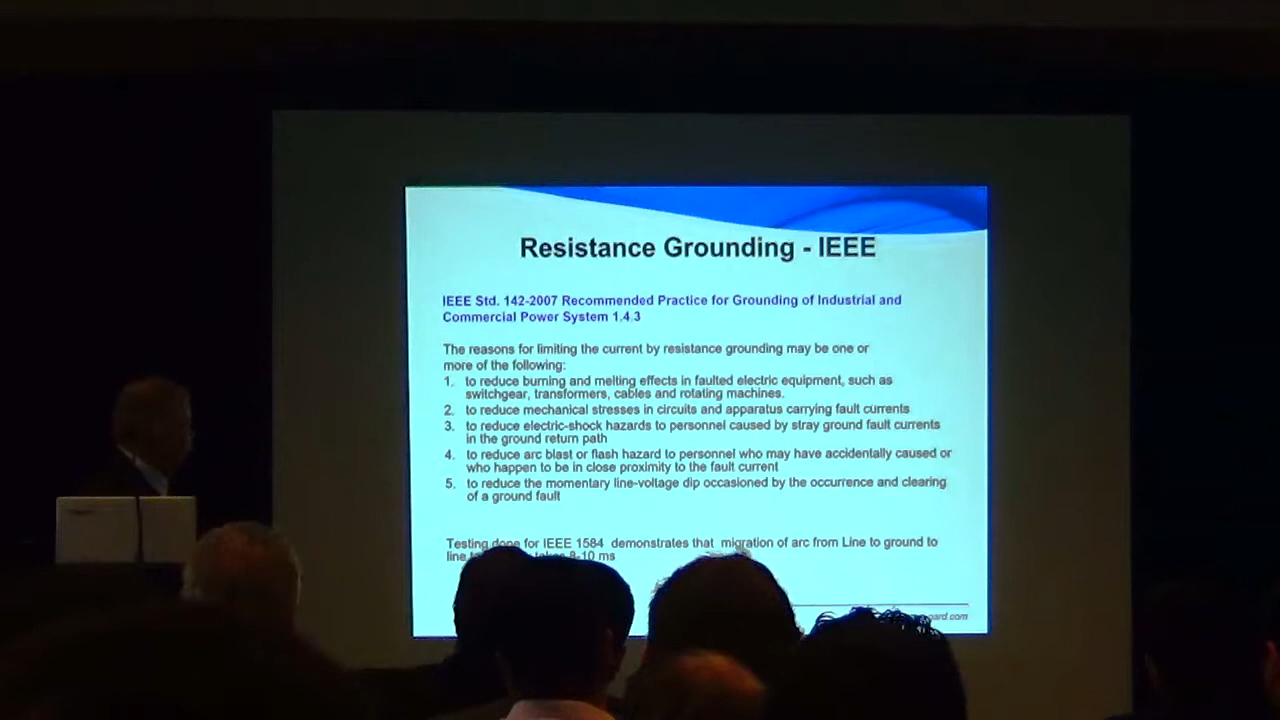 Resistance Grounding - IEEE
IEEE Std. 142-2007 Recommended Practice for Grounding of Industrial and
Commercial Power System 1.4.3
The reasons for limiting the current by resistance grounding may be one or
more of the following:
1. to reduce burning and melting effects in faulted electric equipment, such as
switchgear, transformers, cables and rotating machines.
2. to reduce mechanical stresses in circuits and apparatus carrying fault currents
3. to reduce electric-shock hazards to personnel caused by stray ground fault currents
in the ground return path
4. to reduce arc blast or flash hazard to personnel who may have accidentally caused or
who happen to be in close proximity to the fault current
5. to reduce the momentary line-voltage dip occasioned by the occurrence and clearing
of a ground fault
Testing done for IEEE 1584 demonstrates that migration of arc from Line to ground to
line 8-10 ms